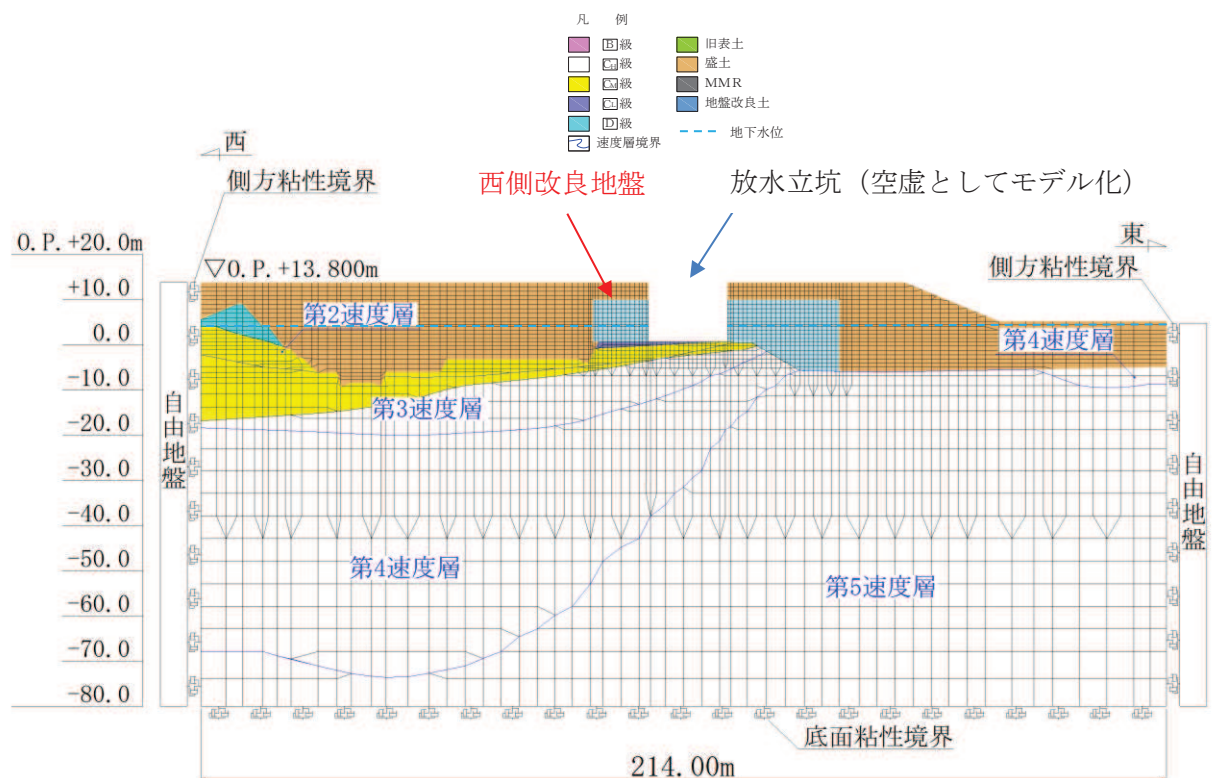 凡 例
B級
CH級
CM級
CL級
D級
速度層境界
旧表土
盛土
MMR
地盤改良土
地下水位
西
側方粘性境界
西側改良地盤
放水立坑（空虚としてモデル化）
東
側方粘性境界
O.P.+20.0m
▽O.P.+13.800m
+10.0
0.0
-10.0
-20.0
-30.0
-40.0
-50.0
-60.0
-70.0
-80.0
第2速度層
第4速度層
第3速度層
自由地盤
自由地盤
第4速度層
第5速度層
底面粘性境界
214.00m